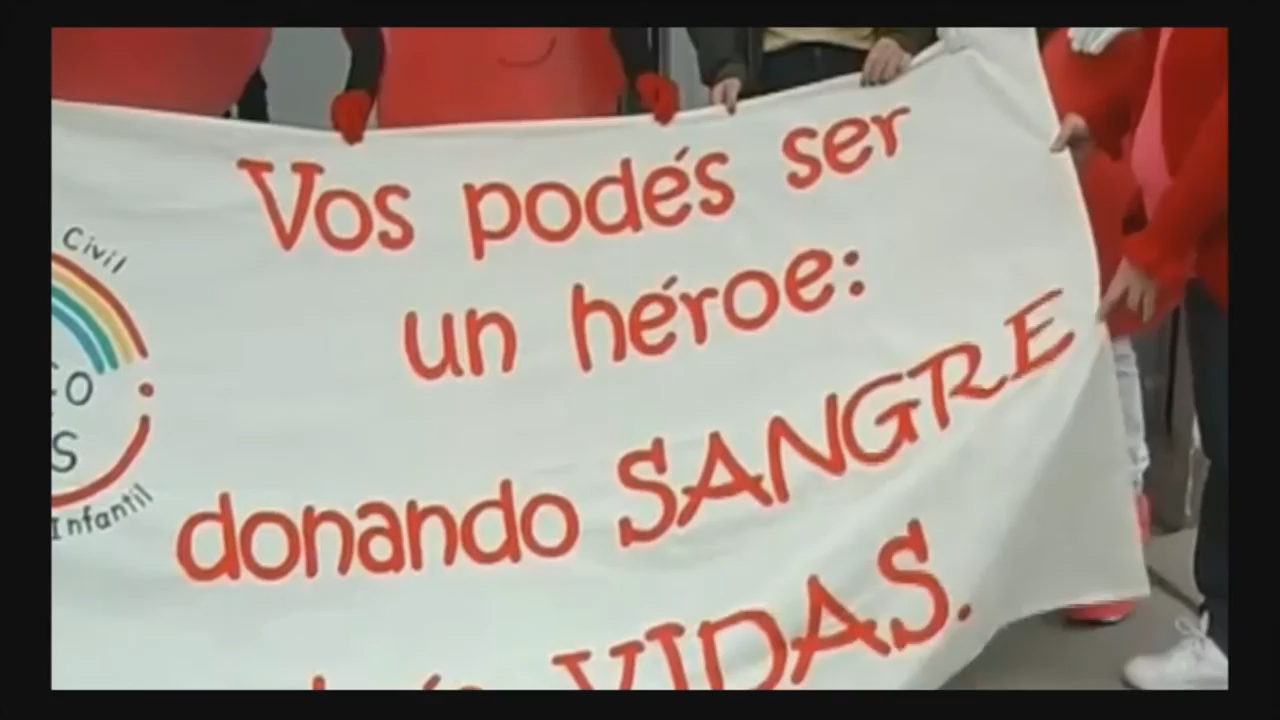 Vos podés ser
un héroe:
donando SANGRE
VIDAS.
Civil
Infantil